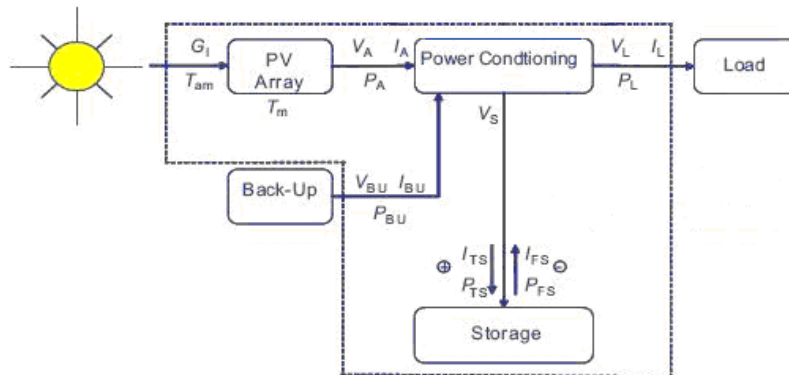 G_I
T_am
PV
Array
T_m
V_A I_A
P_A
Power Condtioning
V_S
V_L I_L
P_L
Load
Back-Up
V_BU I_BU
P_BU
⊕ I_TS I_FS ⊖
P_TS P_FS
Storage